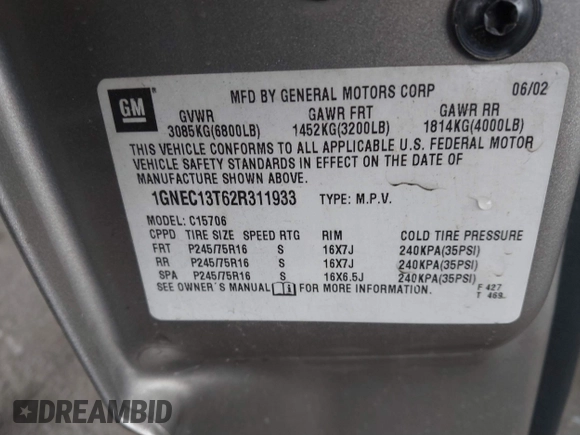 GM
MFD BY GENERAL MOTORS CORP 06/02
GVWR GAWR FRT GAWR RR
3085KG(6800LB) 1452KG(3200LB) 1814KG(4000LB)
THIS VEHICLE CONFORMS TO ALL APPLICABLE U.S. FEDERAL MOTOR
VEHICLE SAFETY STANDARDS IN EFFECT ON THE DATE OF
MANUFACTURE SHOWN ABOVE.
1GNEC13T62R311933 TYPE: M.P.V.
MODEL: C15706
CPPD TIRE SIZE SPEED RTG RIM COLD TIRE PRESSURE
FRT P245/75R16 S 16X7J 240KPA(35PSI)
RR P245/75R16 S 16X7J 240KPA(35PSI)
SPA P245/75R16 S 16X6.5J 240KPA(35PSI)
SEE OWNER'S MANUAL FOR MORE INFORMATION. F 427
T 469
DREAMBID